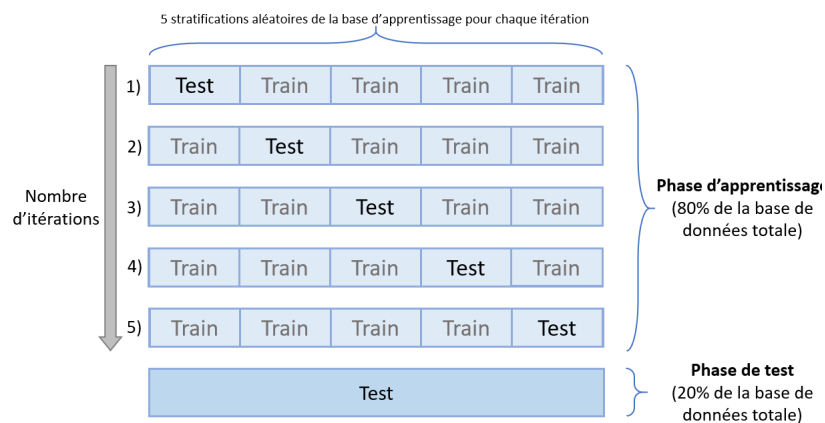 5 stratifications aléatoires de la base d'apprentissage pour chaque itération
1) Test Train Train Train Train
2) Train Test Train Train Train
3) Train Train Test Train Train
4) Train Train Train Test Train
5) Train Train Train Train Test
Nombre
d'itérations
Phase d'apprentissage
(80% de la base de
données totale)
Test
Phase de test
(20% de la base de
données totale)